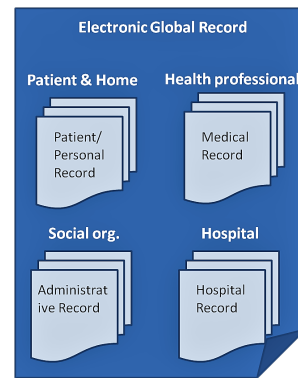 Electronic Global Record
Patient & Home
Health professional
Patient/
Personal
Record
Medical
Record
Social org.
Hospital
Administrat
ive Record
Hospital
Record